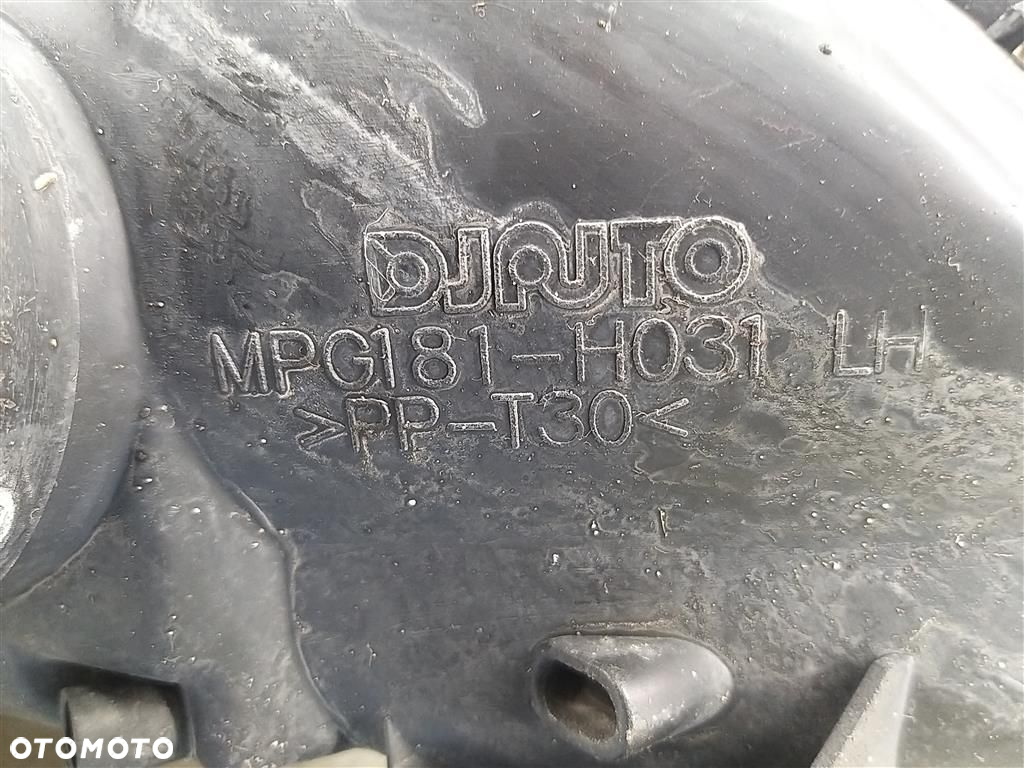 DJAUTO
MPG181-H031 LH
>PP-T30<
OTOMOTO